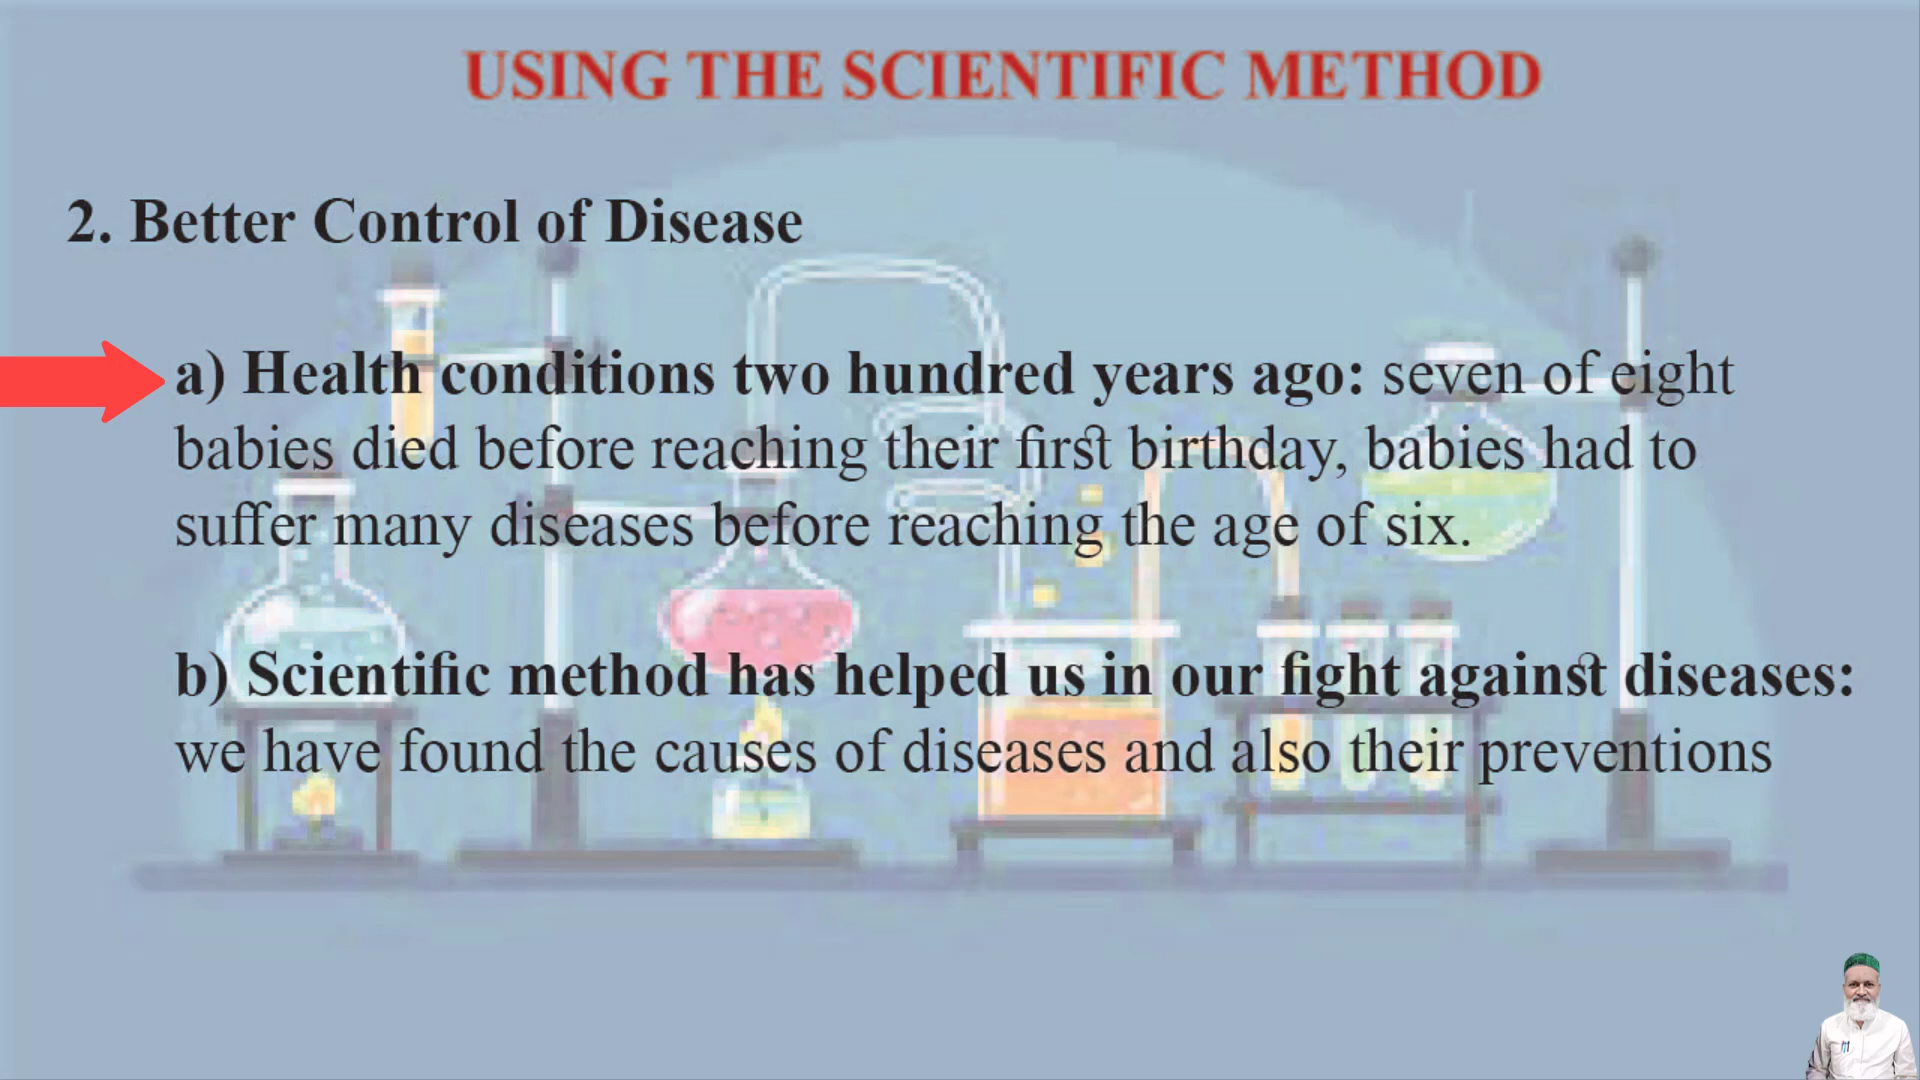 USING THE SCIENTIFIC METHOD
2. Better Control of Disease
a) Health conditions two hundred years ago: seven of eight
babies died before reaching their first birthday, babies had to
suffer many diseases before reaching the age of six.
b) Scientific method has helped us in our fight against diseases:
we have found the causes of diseases and also their preventions